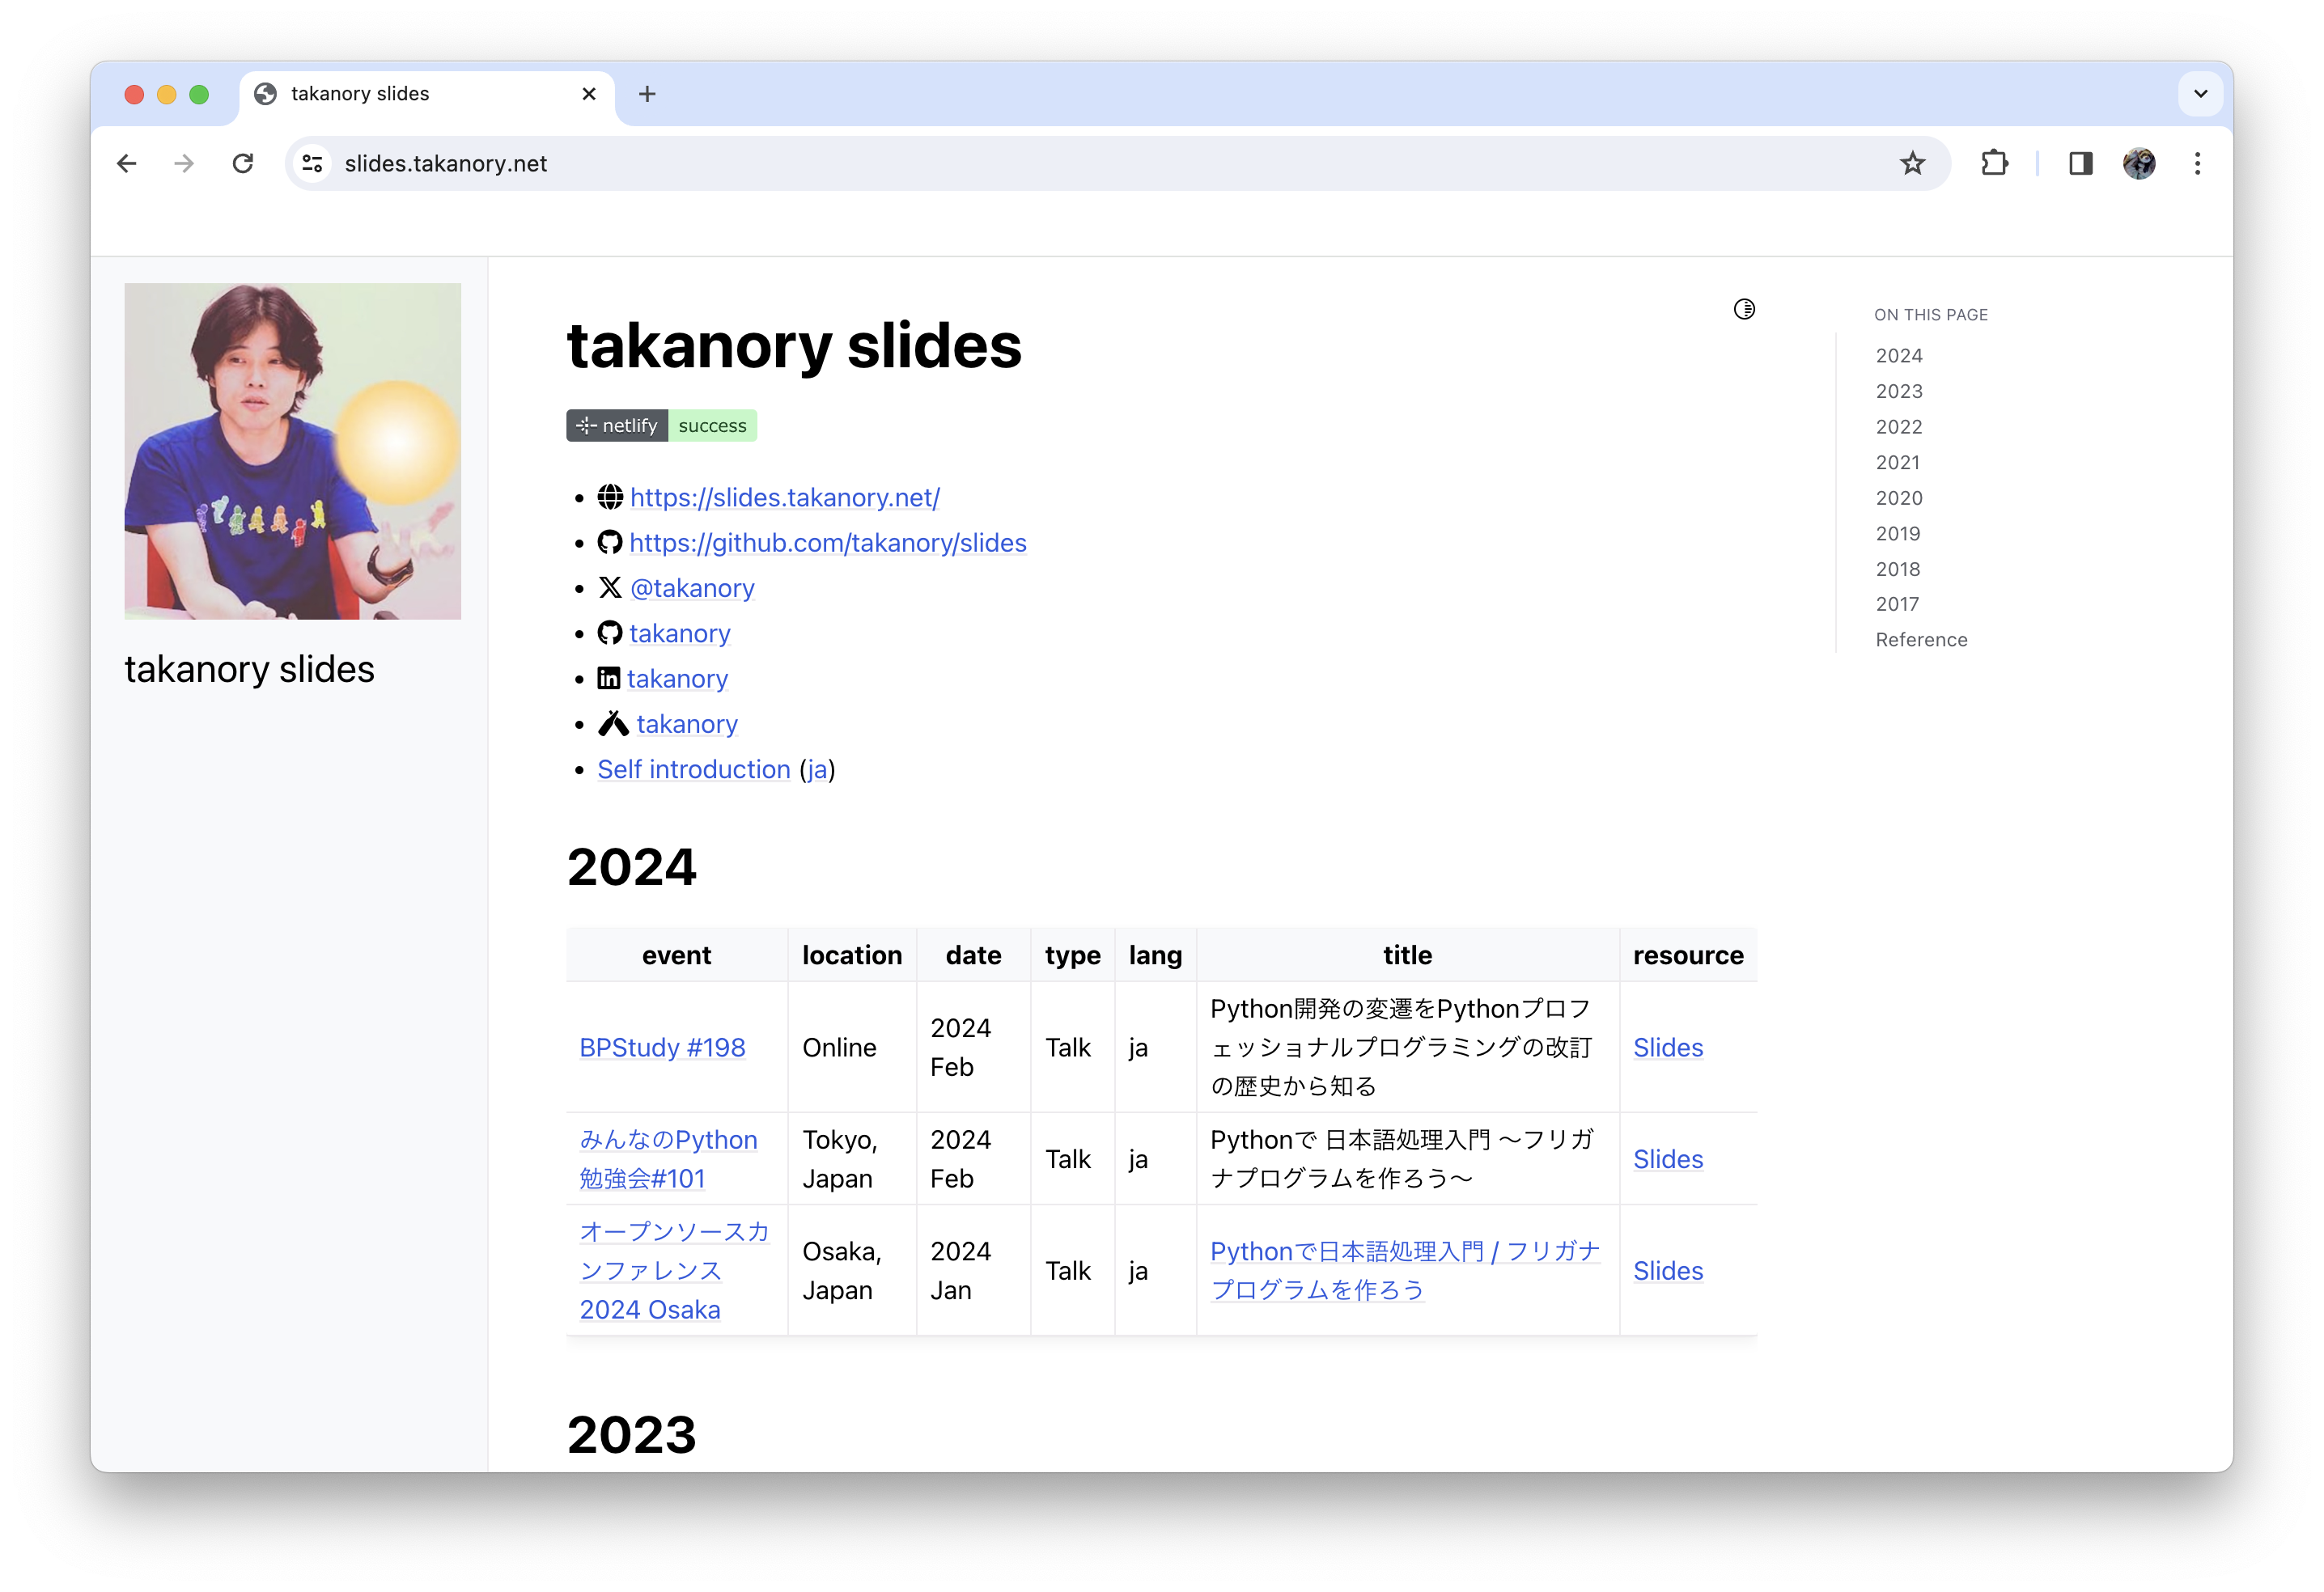 takanory slides
slides.takanory.net
takanory slides
takanory slides
netlify success
https://slides.takanory.net/
https://github.com/takanory/slides
@takanory
takanory
takanory
takanory
Self introduction (ja)
2024
event location date type lang title resource
BPStudy #198 Online 2024 Feb Talk ja Python開発の変遷をPythonプロフェッショナルプログラミングの改訂の歴史から知る Slides
みんなのPython勉強会#101 Tokyo, Japan 2024 Feb Talk ja Pythonで 日本語処理入門 〜フリガナプログラムを作ろう〜 Slides
オープンソースカンファレンス 2024 Osaka Osaka, Japan 2024 Jan Talk ja Pythonで日本語処理入門 / フリガナプログラムを作ろう Slides
2023
ON THIS PAGE
2024
2023
2022
2021
2020
2019
2018
2017
Reference